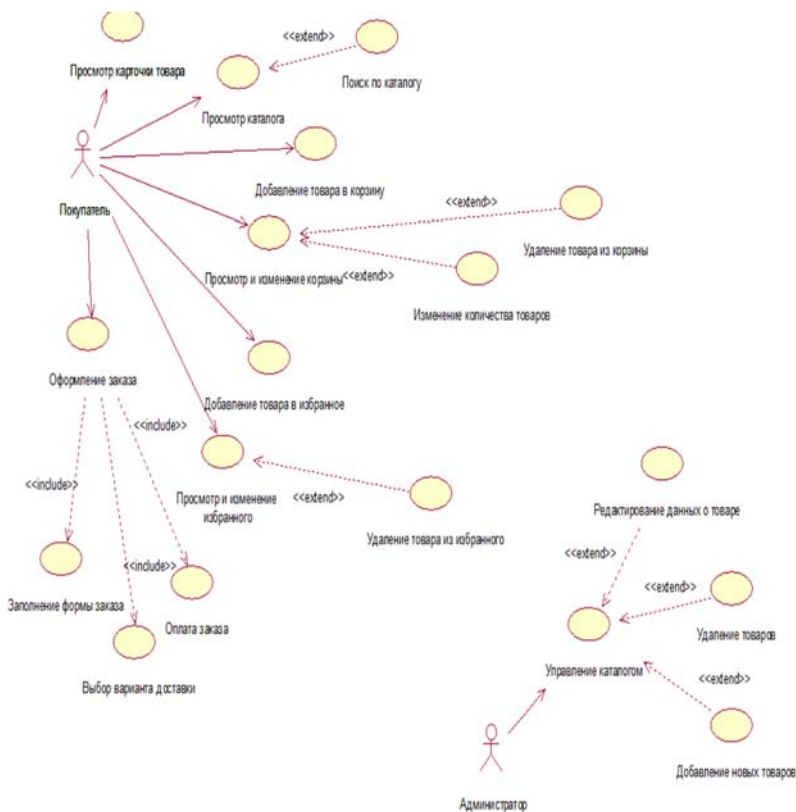 <<extend>>
Просмотр карточки товара
Поиск по каталогу
Просмотр каталога
Добавление товара в корзину
Покупатель
<<extend>>
Удаление товара из корзины
Просмотр и изменение корзины
<<extend>>
Изменение количества товаров
Оформление заказа
Добавление товара в избранное
<<include>>
<<include>>
Просмотр и изменение
избранного
<<extend>>
Удаление товара из избранного
Редактирование данных о товаре
<<extend>>
<<include>>
Заполнение формы заказа
Оплата заказа
<<extend>>
Удаление товаров
Выбор варианта доставки
Управление каталогом
<<extend>>
Добавление новых товаров
Администратор